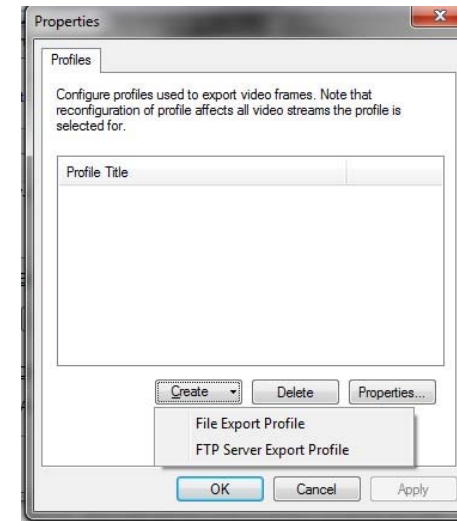 Properties
Profiles
Configure profiles used to export video frames. Note that
reconfiguration of profile affects all video streams the profile is
selected for.
Profile Title
Create
Delete
Properties...
File Export Profile
FTP Server Export Profile
OK
Cancel
Apply